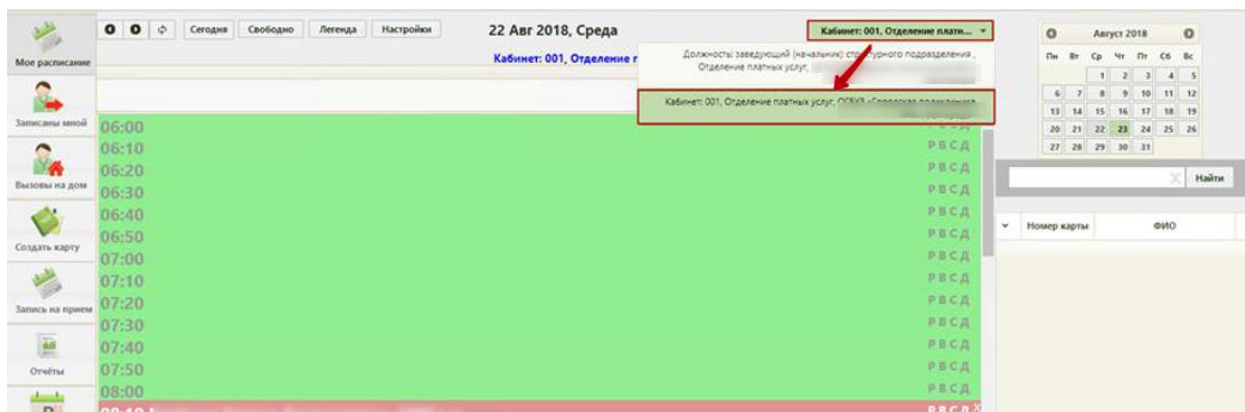 Сегодня Свободно Легенда Настройки 22 Авг 2018, Среда Кабинет: 001, Отделение плати...
Кабинет: 001, Отделение
Должность: заведующий (начальник) структурного подразделения ,
Отделение платных услуг,
Кабинет: 001, Отделение платных услуг,
Мое расписание
Записаны мной
Вызовы на дом
Создать карту
Запись на прием
Отчёты
06:00 Р В С Д
06:10 Р В С Д
06:20 Р В С Д
06:30 Р В С Д
06:40 Р В С Д
06:50 Р В С Д
07:00 Р В С Д
07:10 Р В С Д
07:20 Р В С Д
07:30 Р В С Д
07:40 Р В С Д
07:50 Р В С Д
08:00 Р В С Д
08:10 Р В С Д X
Август 2018
Пн Вт Ср Чт Пт Сб Вс
1 2 3 4 5
6 7 8 9 10 11 12
13 14 15 16 17 18 19
20 21 22 23 24 25 26
27 28 29 30 31
X Найти
Номер карты ФИО